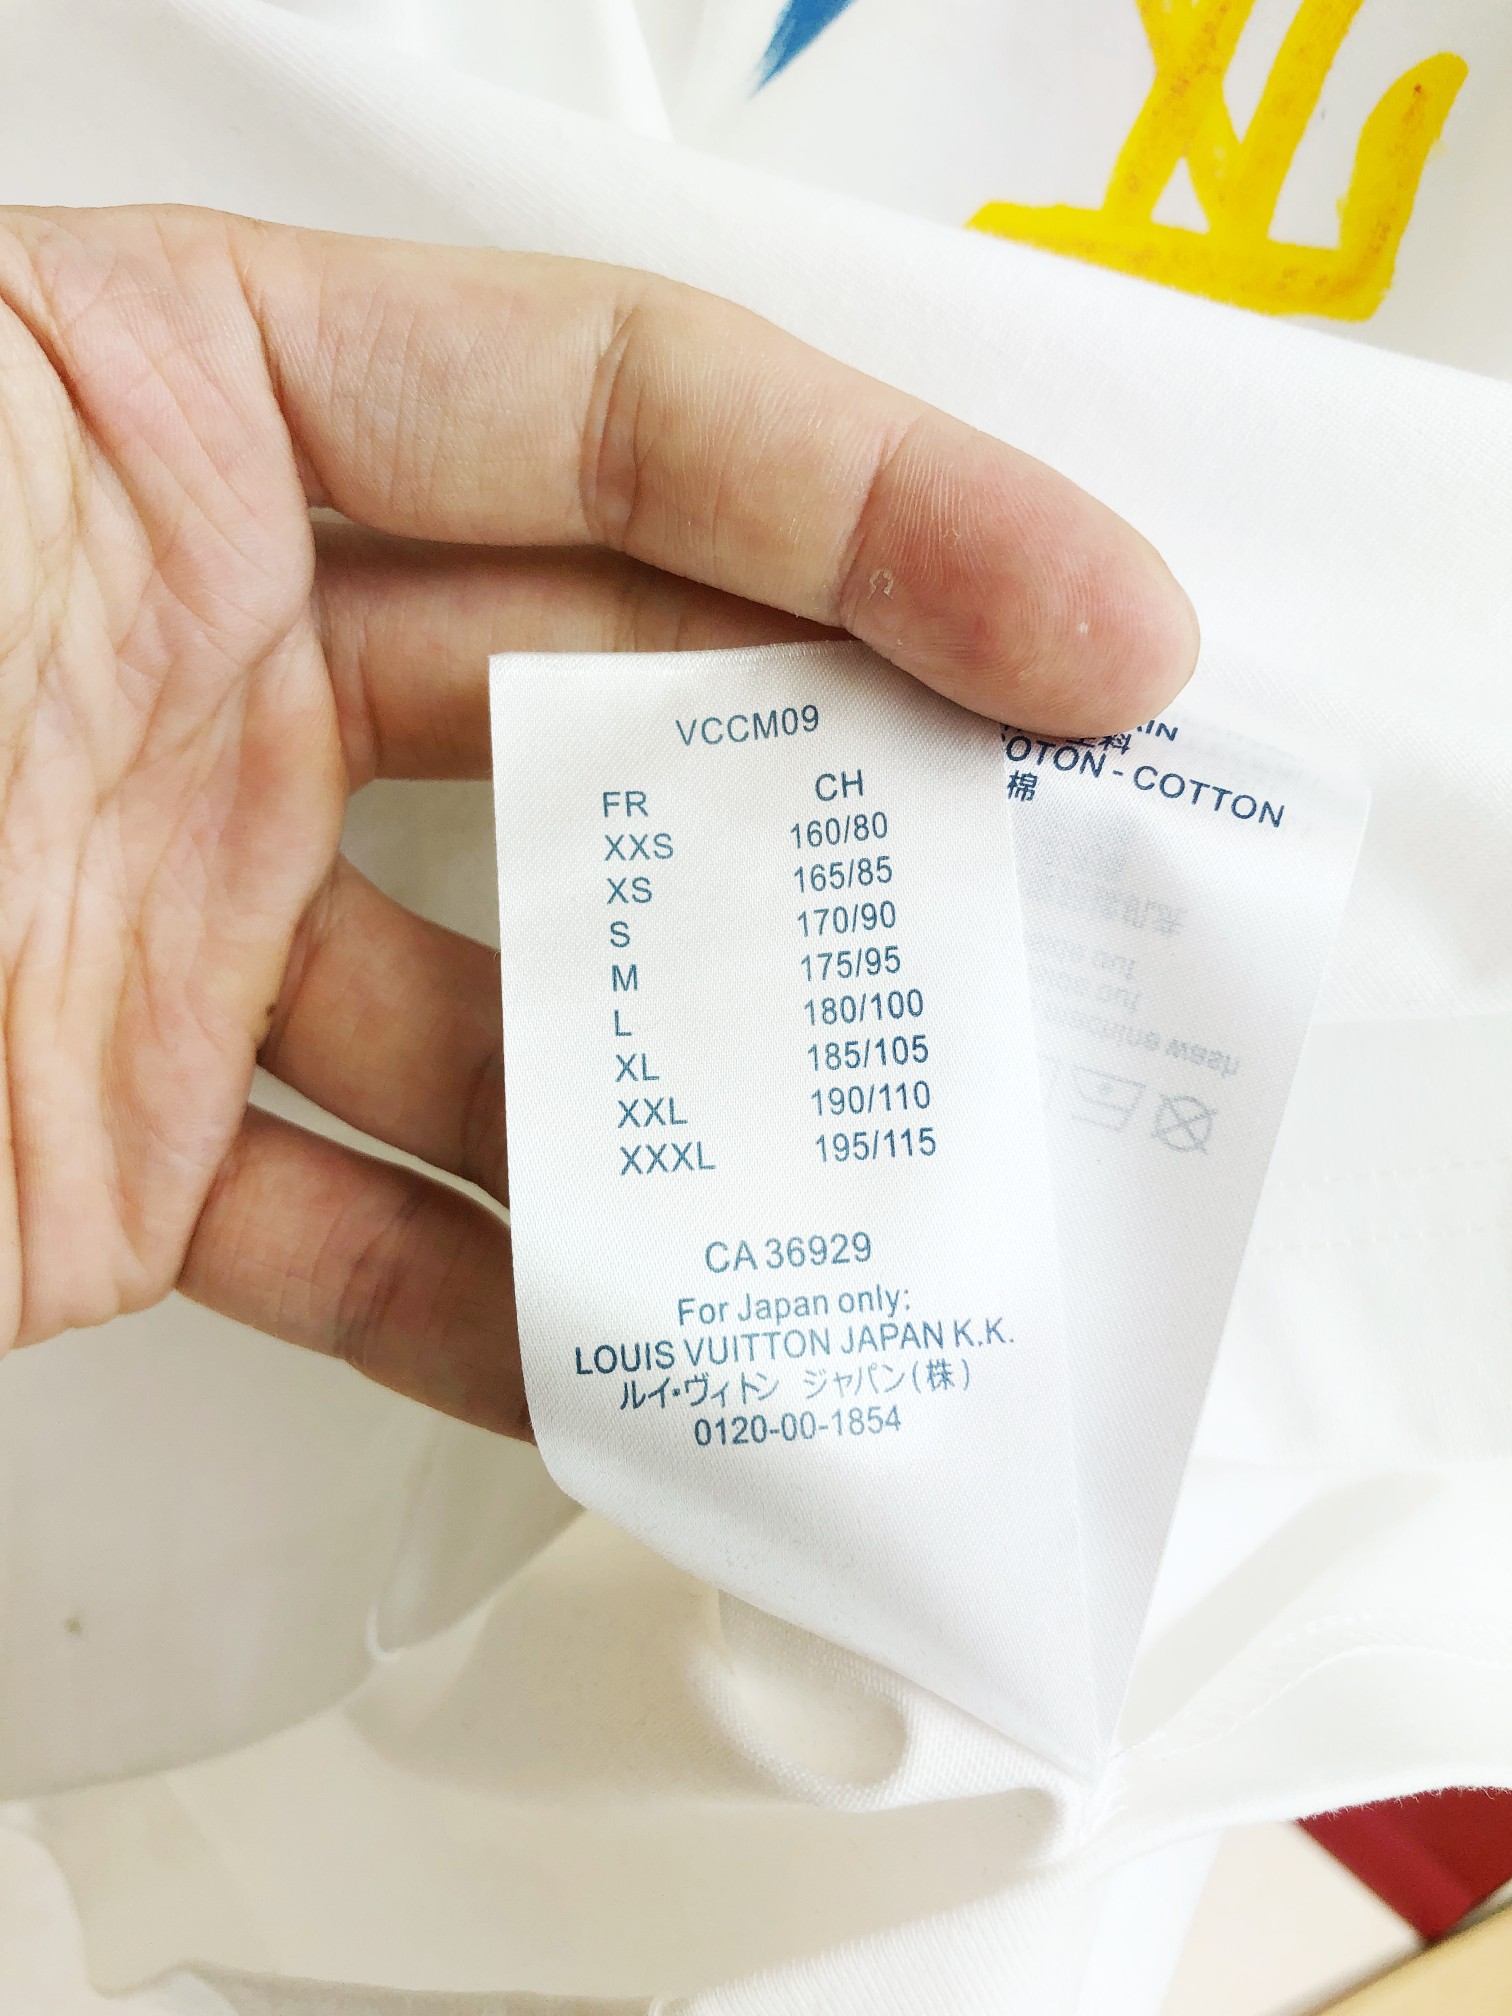 VCCM09
FR CH
XXS 160/80
XS 165/85
S 170/90
M 175/95
L 180/100
XL 185/105
XXL 190/110
XXXL 195/115
CA 36929
For Japan only:
LOUIS VUITTON JAPAN K.K.
ルイ・ヴィトン ジャパン(株)
0120-00-1854
COTTON
棉